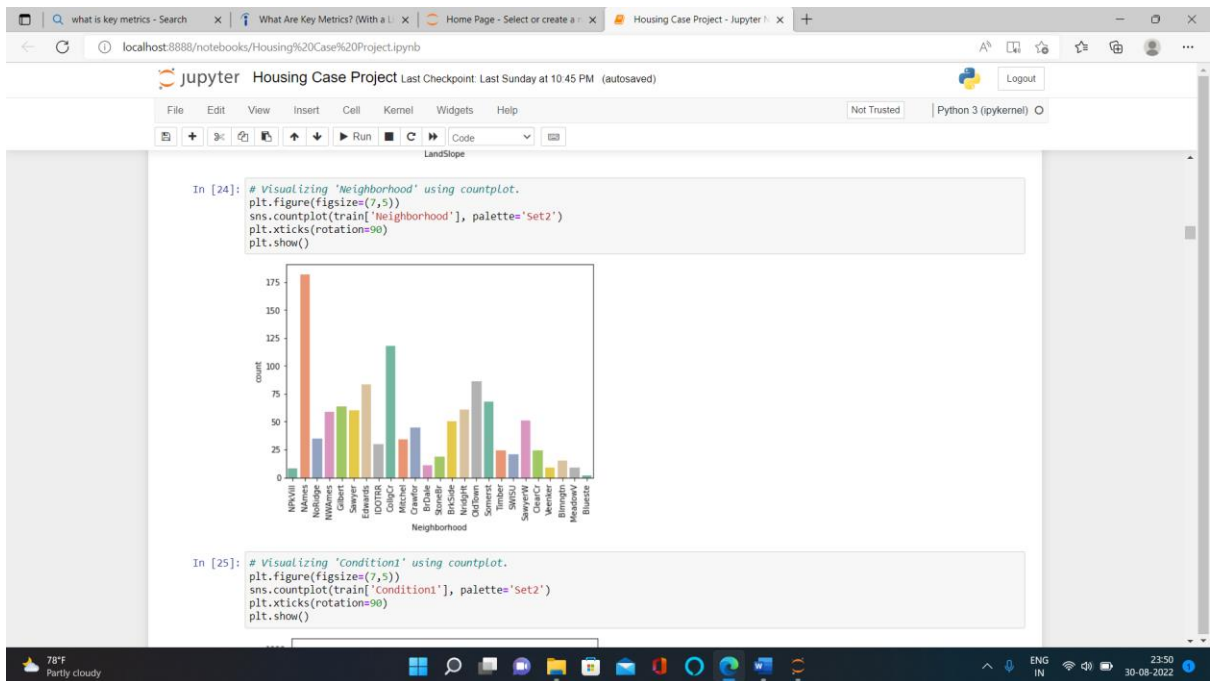 what is key metrics - Search
What Are Key Metrics? (With a Li
Home Page - Select or create a n
Housing Case Project - Jupyter N
localhost:8888/notebooks/Housing%20Case%20Project.ipynb
jupyter Housing Case Project Last Checkpoint: Last Sunday at 10:45 PM (autosaved)
Logout
File Edit View Insert Cell Kernel Widgets Help
Not Trusted Python 3 (ipykernel)
Run Code
LandSlope
In [24]: # Visualizing 'Neighborhood' using countplot.
plt.figure(figsize=(7,5))
sns.countplot(train['Neighborhood'], palette='Set2')
plt.xticks(rotation=90)
plt.show()
175
150
125
100
75
50
25
0
count
NPkVill
NAmes
NoRidge
NWAmes
Gilbert
Sawyer
Edwards
IDOTRR
CollgCr
Mitchel
Crawfor
BrDale
StoneBr
BrkSide
NridgHt
OldTown
Somerst
Timber
SWISU
SawyerW
ClearCr
Veenker
Blmngtn
MeadowV
Blueste
Neighborhood
In [25]: # Visualizing 'Condition1' using countplot.
plt.figure(figsize=(7,5))
sns.countplot(train['Condition1'], palette='Set2')
plt.xticks(rotation=90)
plt.show()
78°F
Partly cloudy
ENG
IN
23:50
30-08-2022